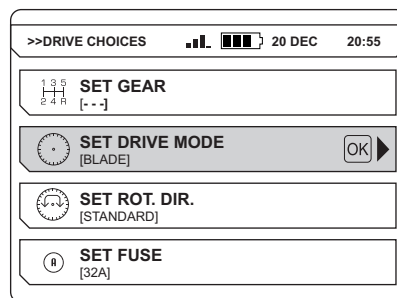 >>DRIVE CHOICES 20 DEC 20:55
1 3 5
2 4 R
SET GEAR
[- - -]
SET DRIVE MODE
[BLADE]
OK
SET ROT. DIR.
[STANDARD]
A
SET FUSE
[32A]